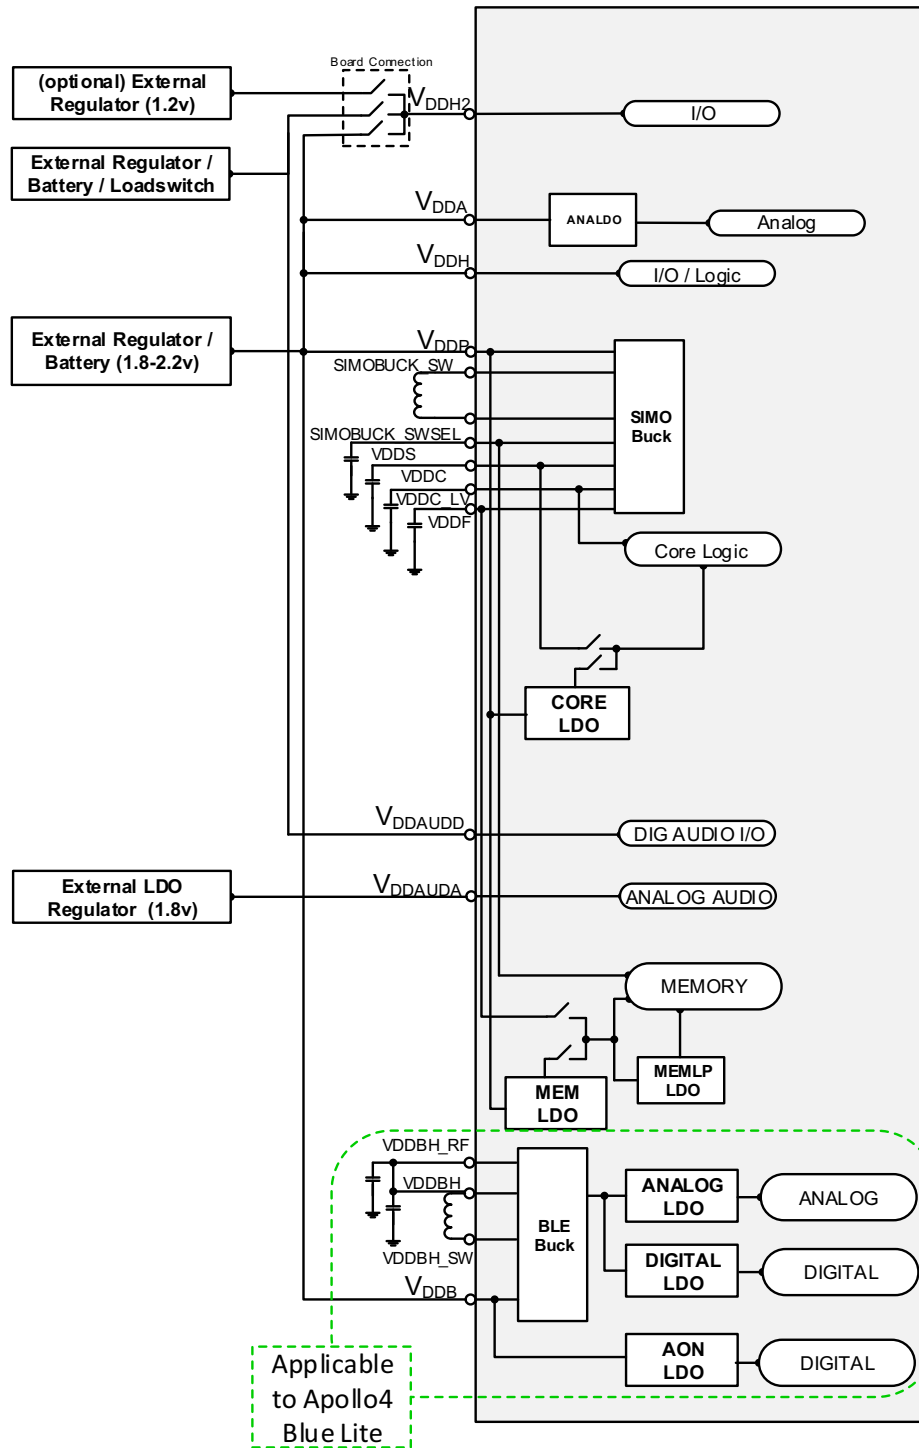 Board Connection
(optional) External
Regulator (1.2v)
VDDH2
I/O
External Regulator /
Battery / Loadswitch
VDDA
ANALDO
Analog
VDDH
I/O / Logic
External Regulator /
Battery (1.8-2.2v)
VDDP
SIMOBUCK_SW
SIMO
Buck
SIMOBUCK_SWSEL
VDDS
VDDC
VDDC_LV
VDDF
Core Logic
CORE
LDO
VDDAUDD
DIG AUDIO I/O
External LDO
Regulator (1.8v)
VDDAUDA
ANALOG AUDIO
MEMORY
MEM
LDO
MEMLP
LDO
VDDBH_RF
VDDBH
VDDBH_SW
BLE
Buck
ANALOG
LDO
ANALOG
DIGITAL
LDO
DIGITAL
VDDB
AON
LDO
DIGITAL
Applicable
to Apollo4
Blue Lite